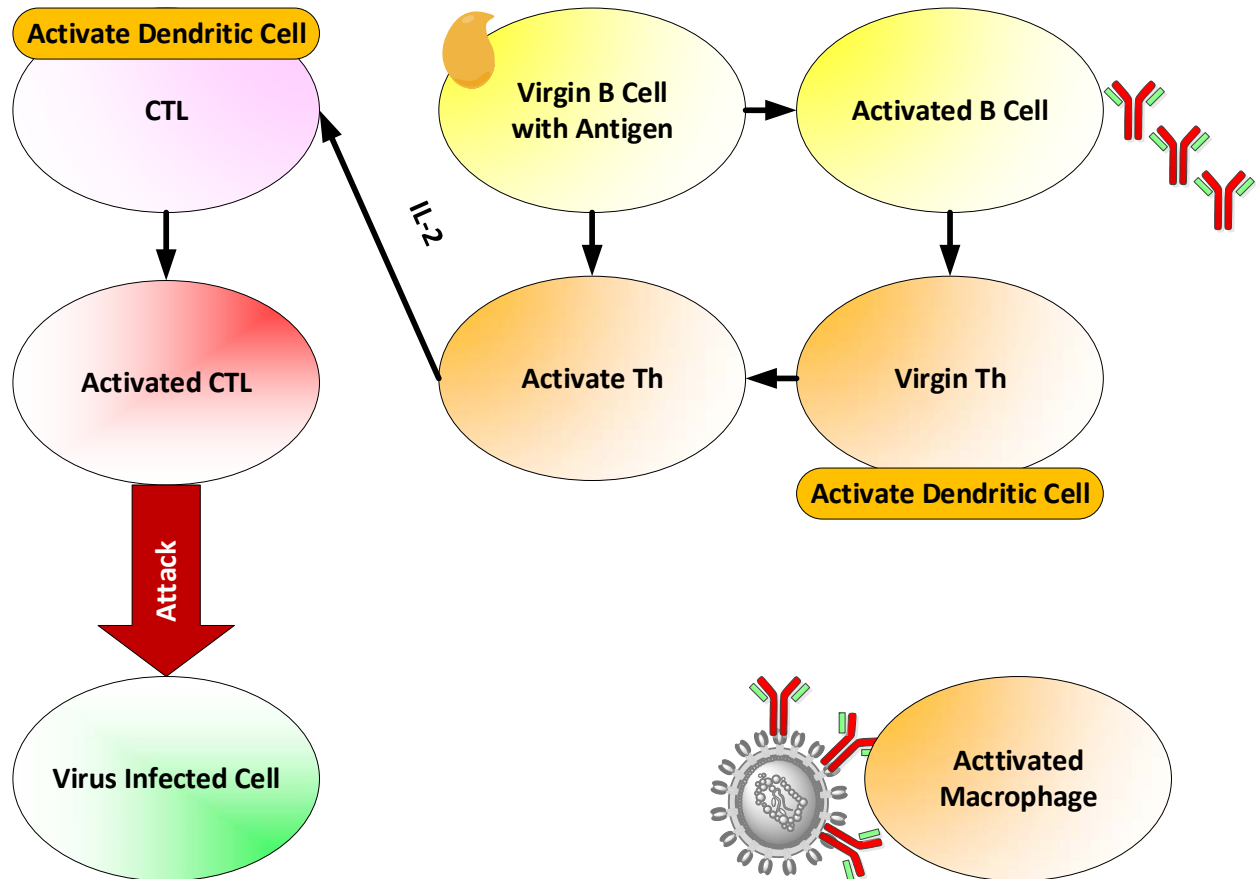 Activate Dendritic Cell
CTL
Virgin B Cell
with Antigen
Activated B Cell
IL-2
Activated CTL
Activate Th
Virgin Th
Activate Dendritic Cell
Attack
Virus Infected Cell
Acttivated
Macrophage